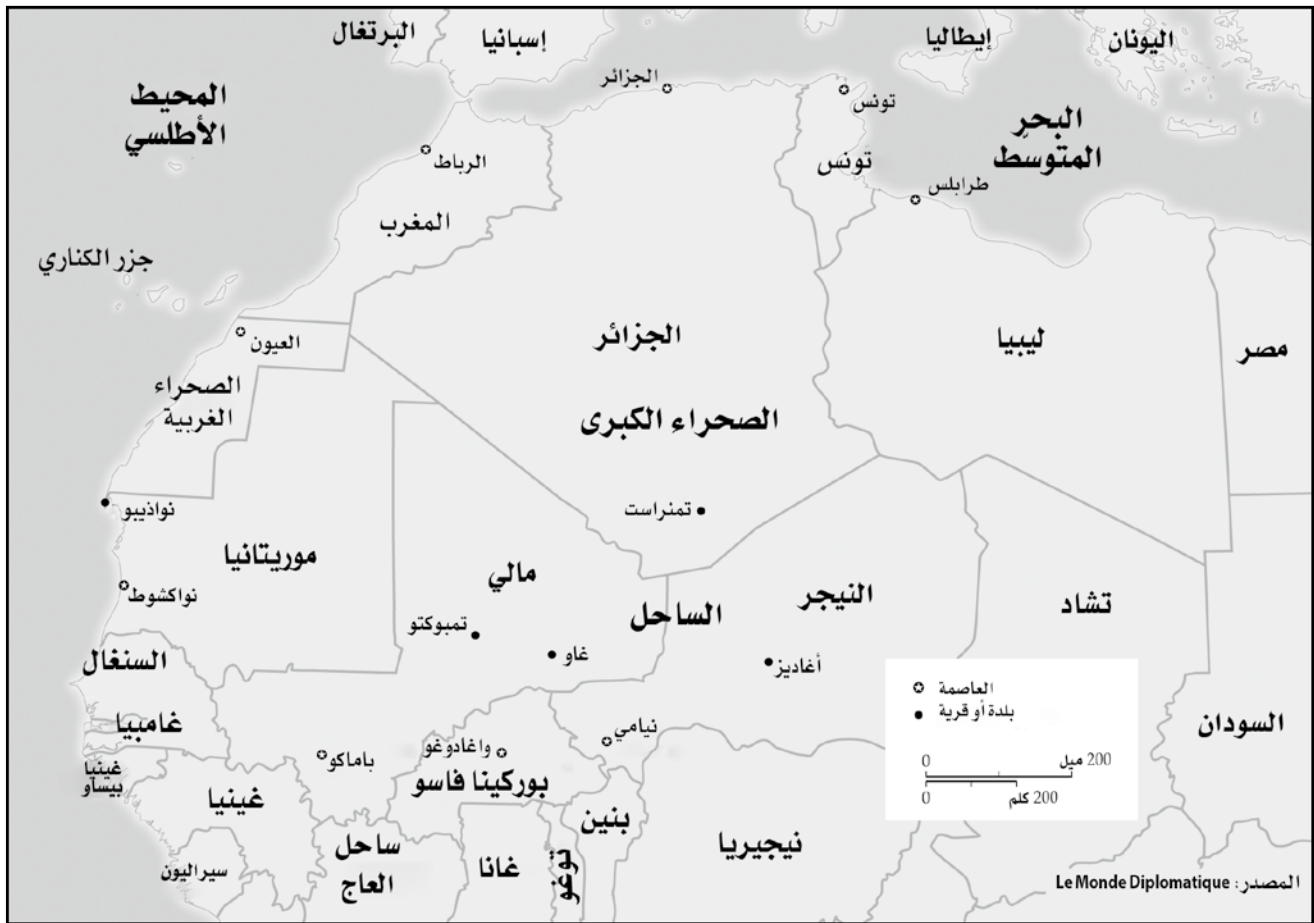 البرتغال
إسبانيا
إيطاليا
اليونان
المحيط
الأطلسي
الجزائر
تونس
البحر
المتوسط
الرباط
تونس
طرابلس
المغرب
جزر الكناري
العيون
الجزائر
ليبيا
مصر
الصحراء
الغربية
الصحراء الكبرى
نواذيبو
تمنراست
موريتانيا
مالي
النيجر
تشاد
نواكشوط
الساحل
تمبوكتو
غاو
أغاديز
السنغال
غامبيا
غينيا
بيساو
باماكو
واغادوغو
نيامي
السودان
بوركينا فاسو
غينيا
بنين
نيجيريا
ساحل
العاج
غانا
توغو
سيراليون
العاصمة
بلدة أو قرية
0 200 ميل
0 200 كلم
المصدر: Le Monde Diplomatique